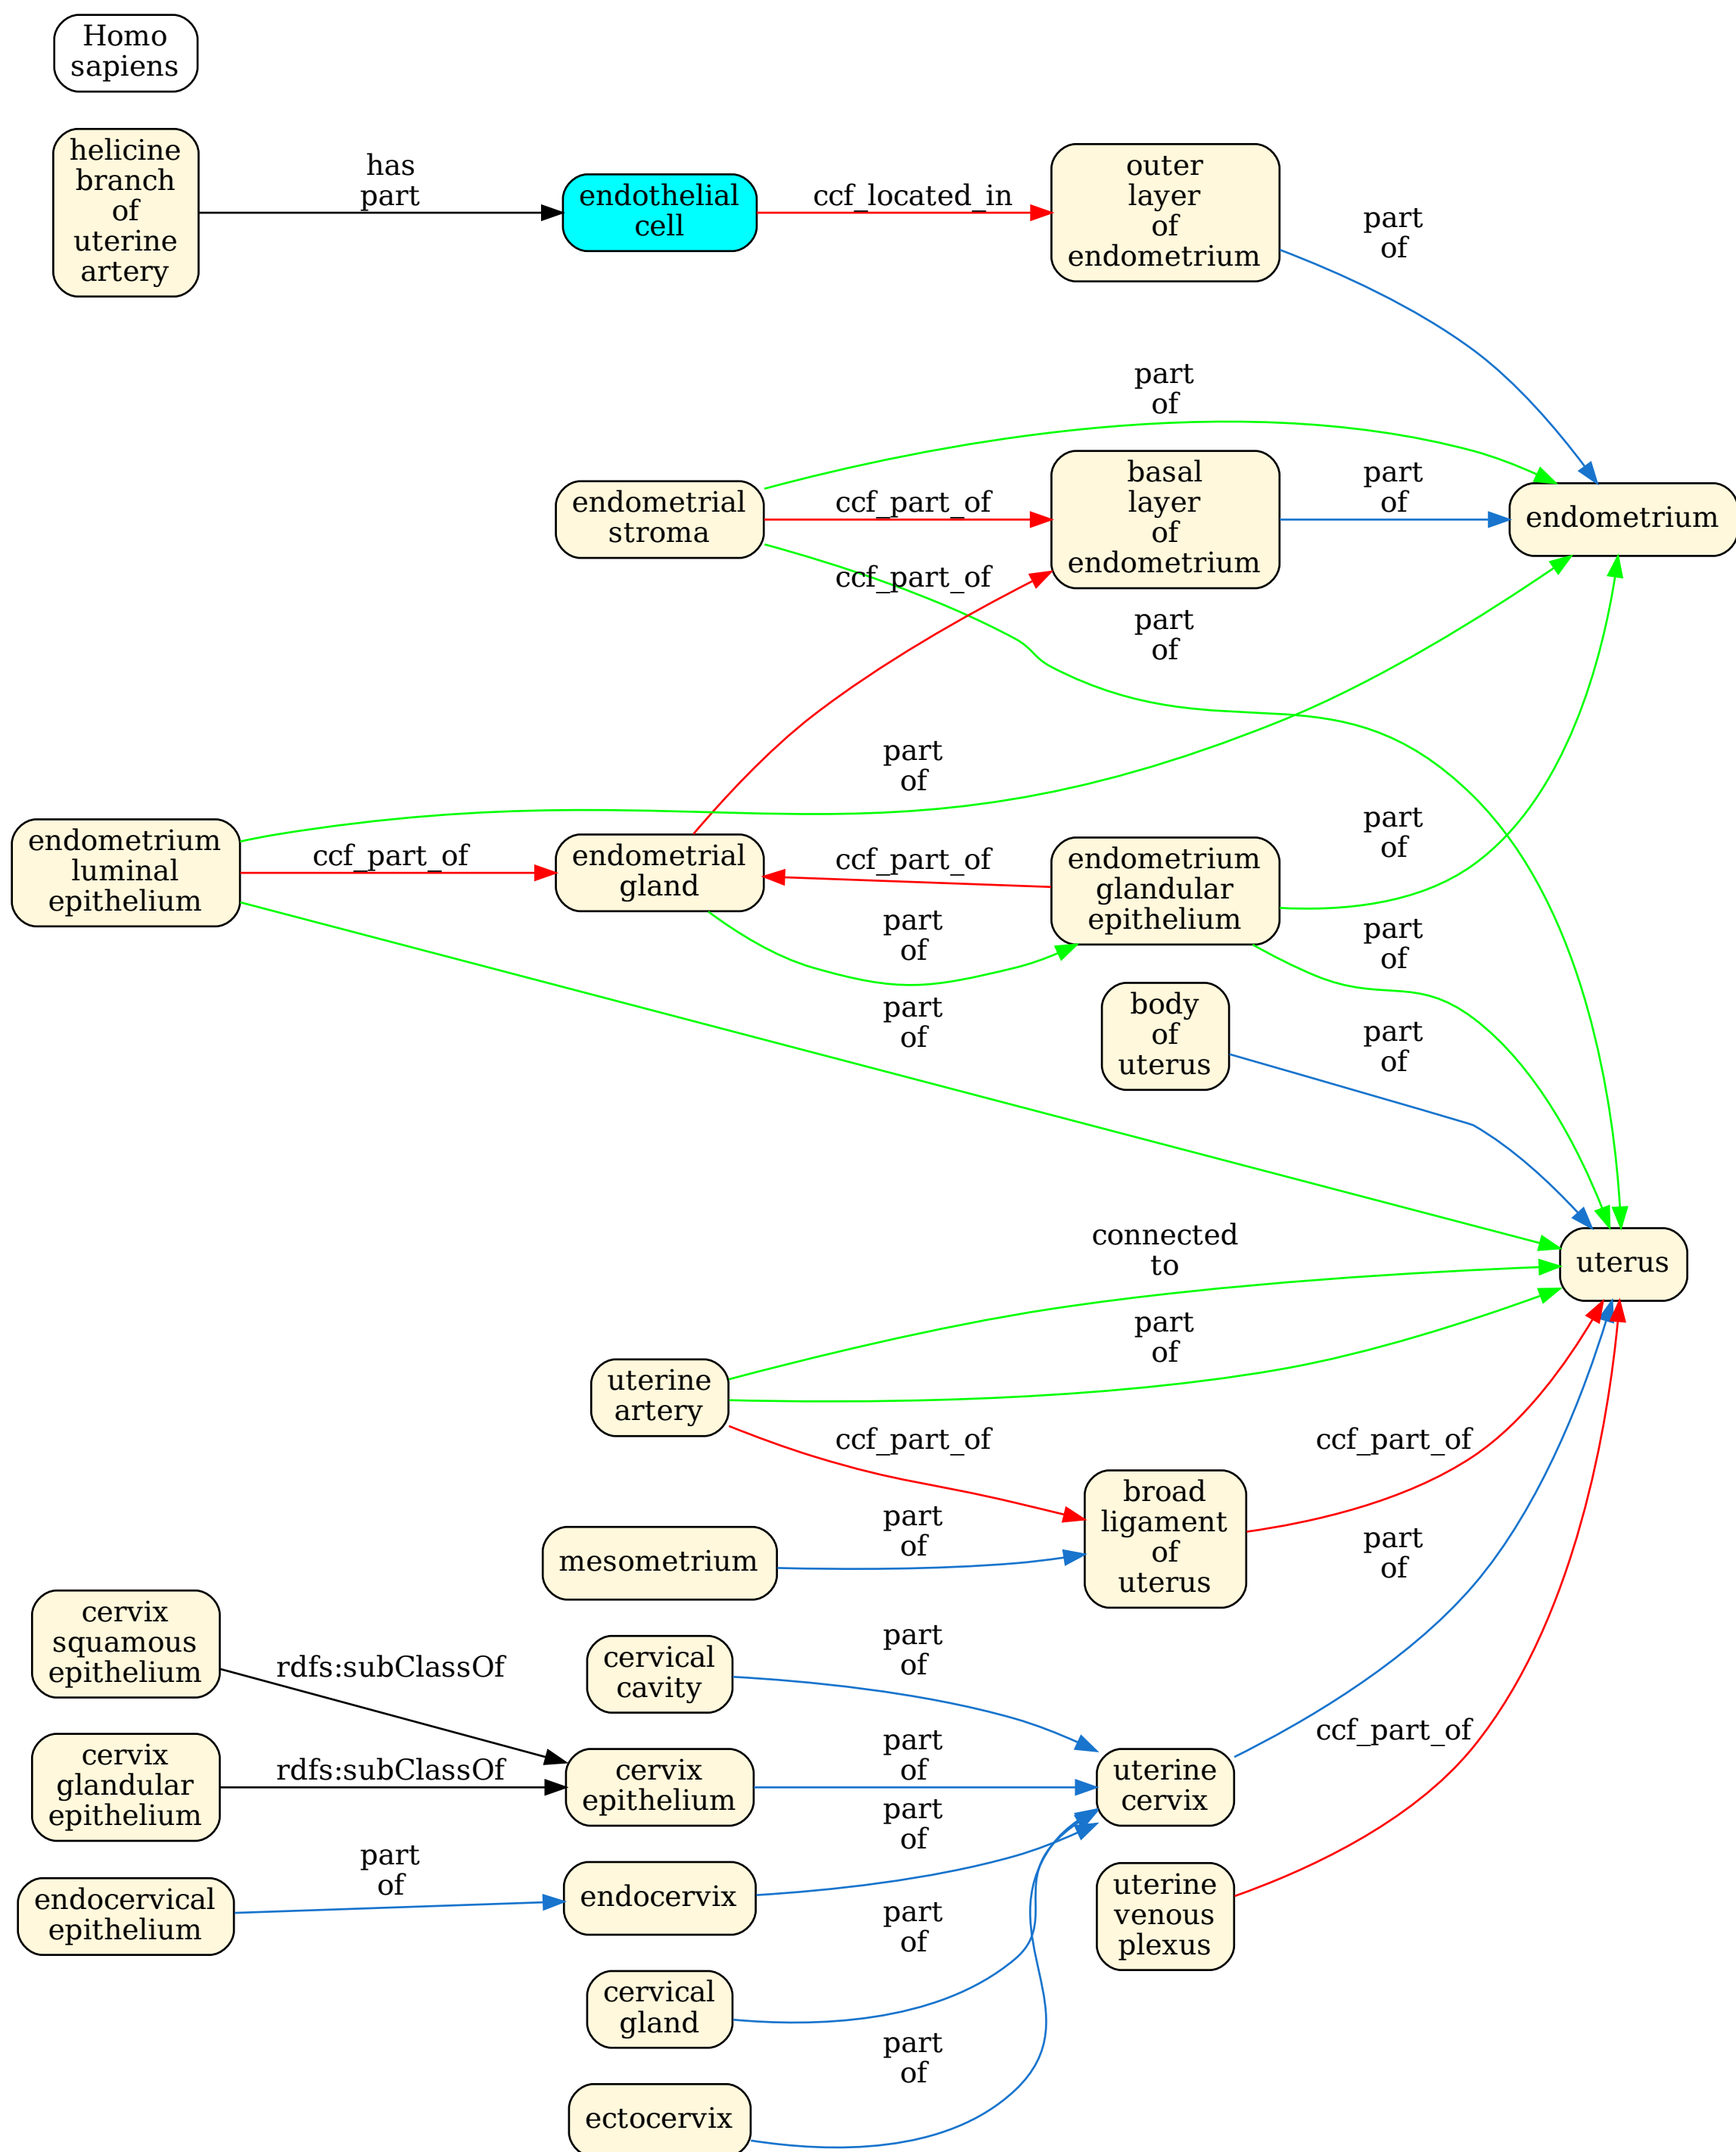 Homo
sapiens
helicine
branch
of
uterine
artery
has
part
endothelial
cell
ccf_located_in
outer
layer
of
endometrium
part
of
part
of
endometrial
stroma
ccf_part_of
basal
layer
of
endometrium
part
of
endometrium
ccf_part_of
part
of
part
of
endometrium
luminal
epithelium
ccf_part_of
endometrial
gland
ccf_part_of
endometrium
glandular
epithelium
part
of
part
of
part
of
part
of
body
of
uterus
part
of
connected
to
uterus
part
of
uterine
artery
ccf_part_of
ccf_part_of
broad
ligament
of
uterus
mesometrium
part
of
part
of
cervix
squamous
epithelium
rdfs:subClassOf
cervical
cavity
part
of
cervix
glandular
epithelium
rdfs:subClassOf
cervix
epithelium
part
of
uterine
cervix
ccf_part_of
endocervical
epithelium
part
of
endocervix
part
of
uterine
venous
plexus
cervical
gland
part
of
ectocervix
part
of